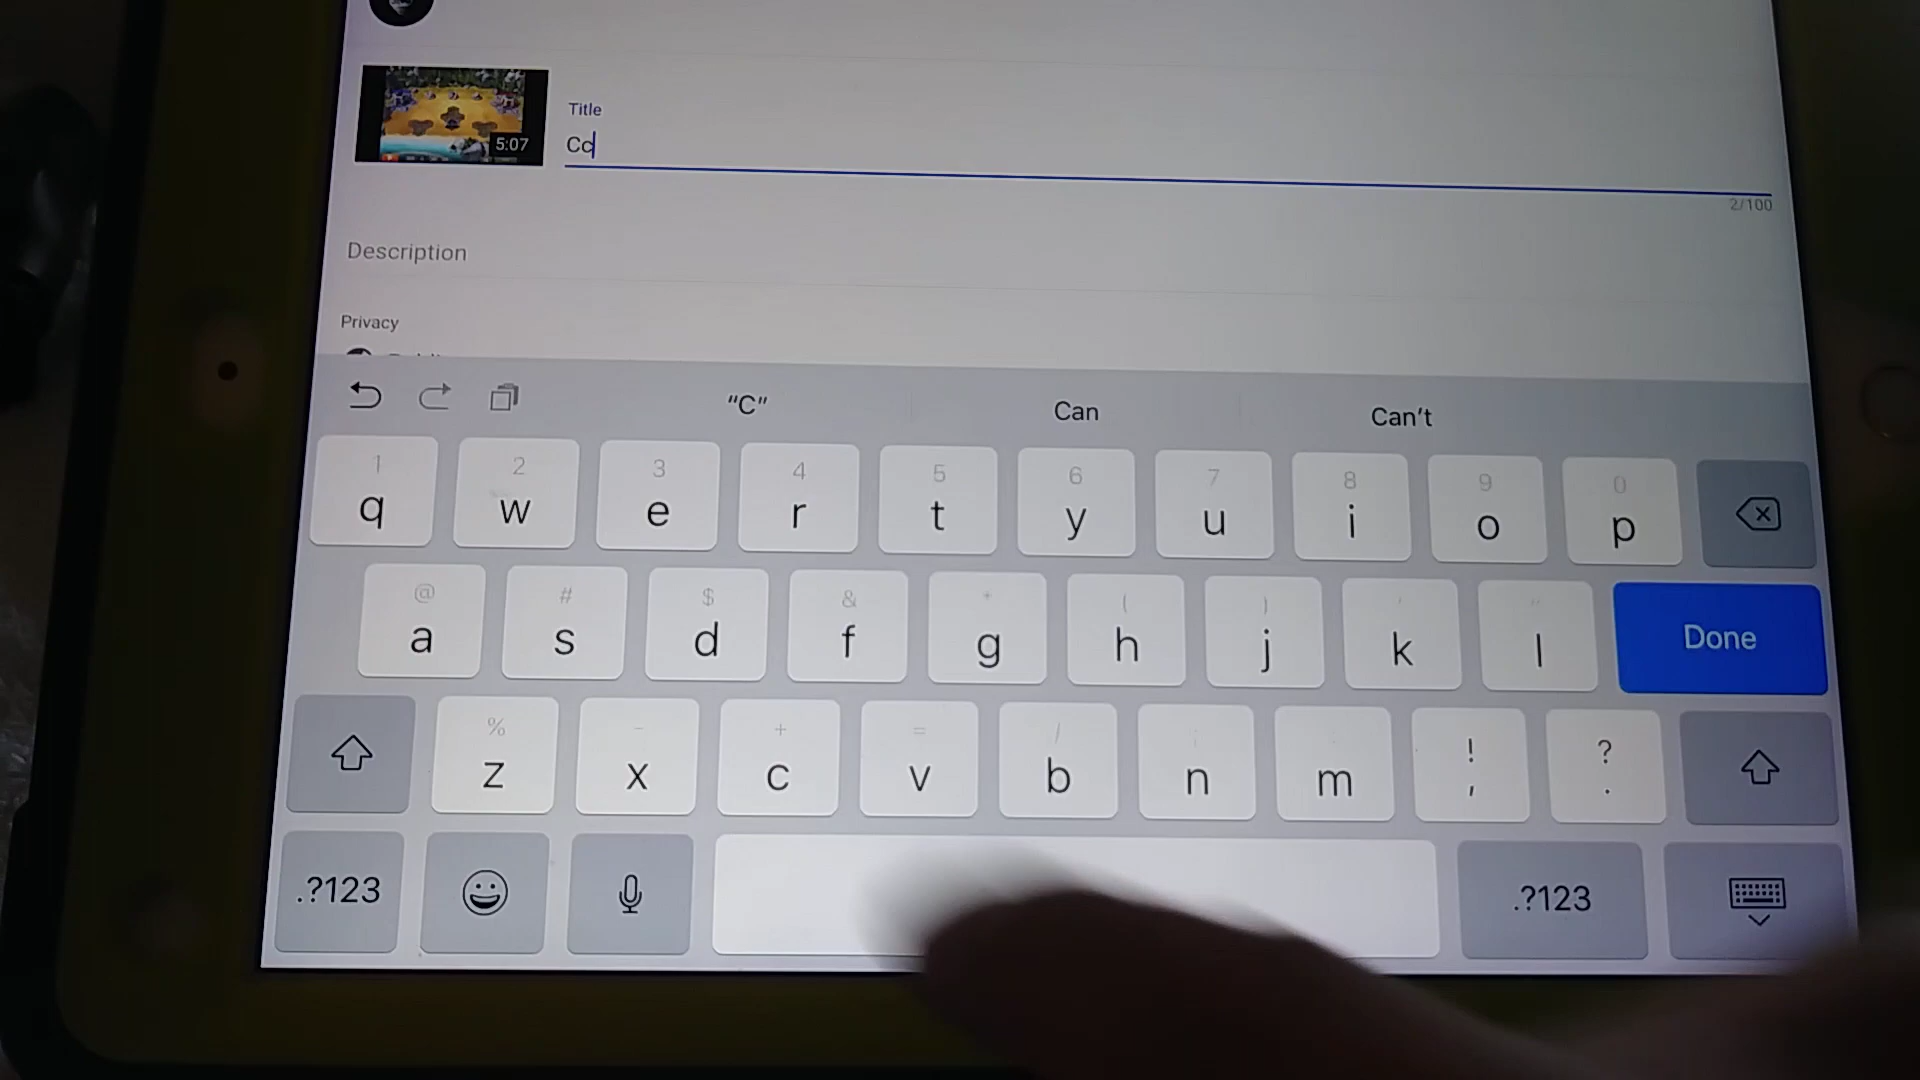 Title
Cc
5:07
2/100
Description
Privacy
"C" Can Can't
1 2 3 4 5 6 7 8 9 0
q w e r t y u i o p
@ # $ & * ( ) ' "
a s d f g h j k l Done
% - + = / ; : ! ?
z x c v b n m , .
.?123 .?123